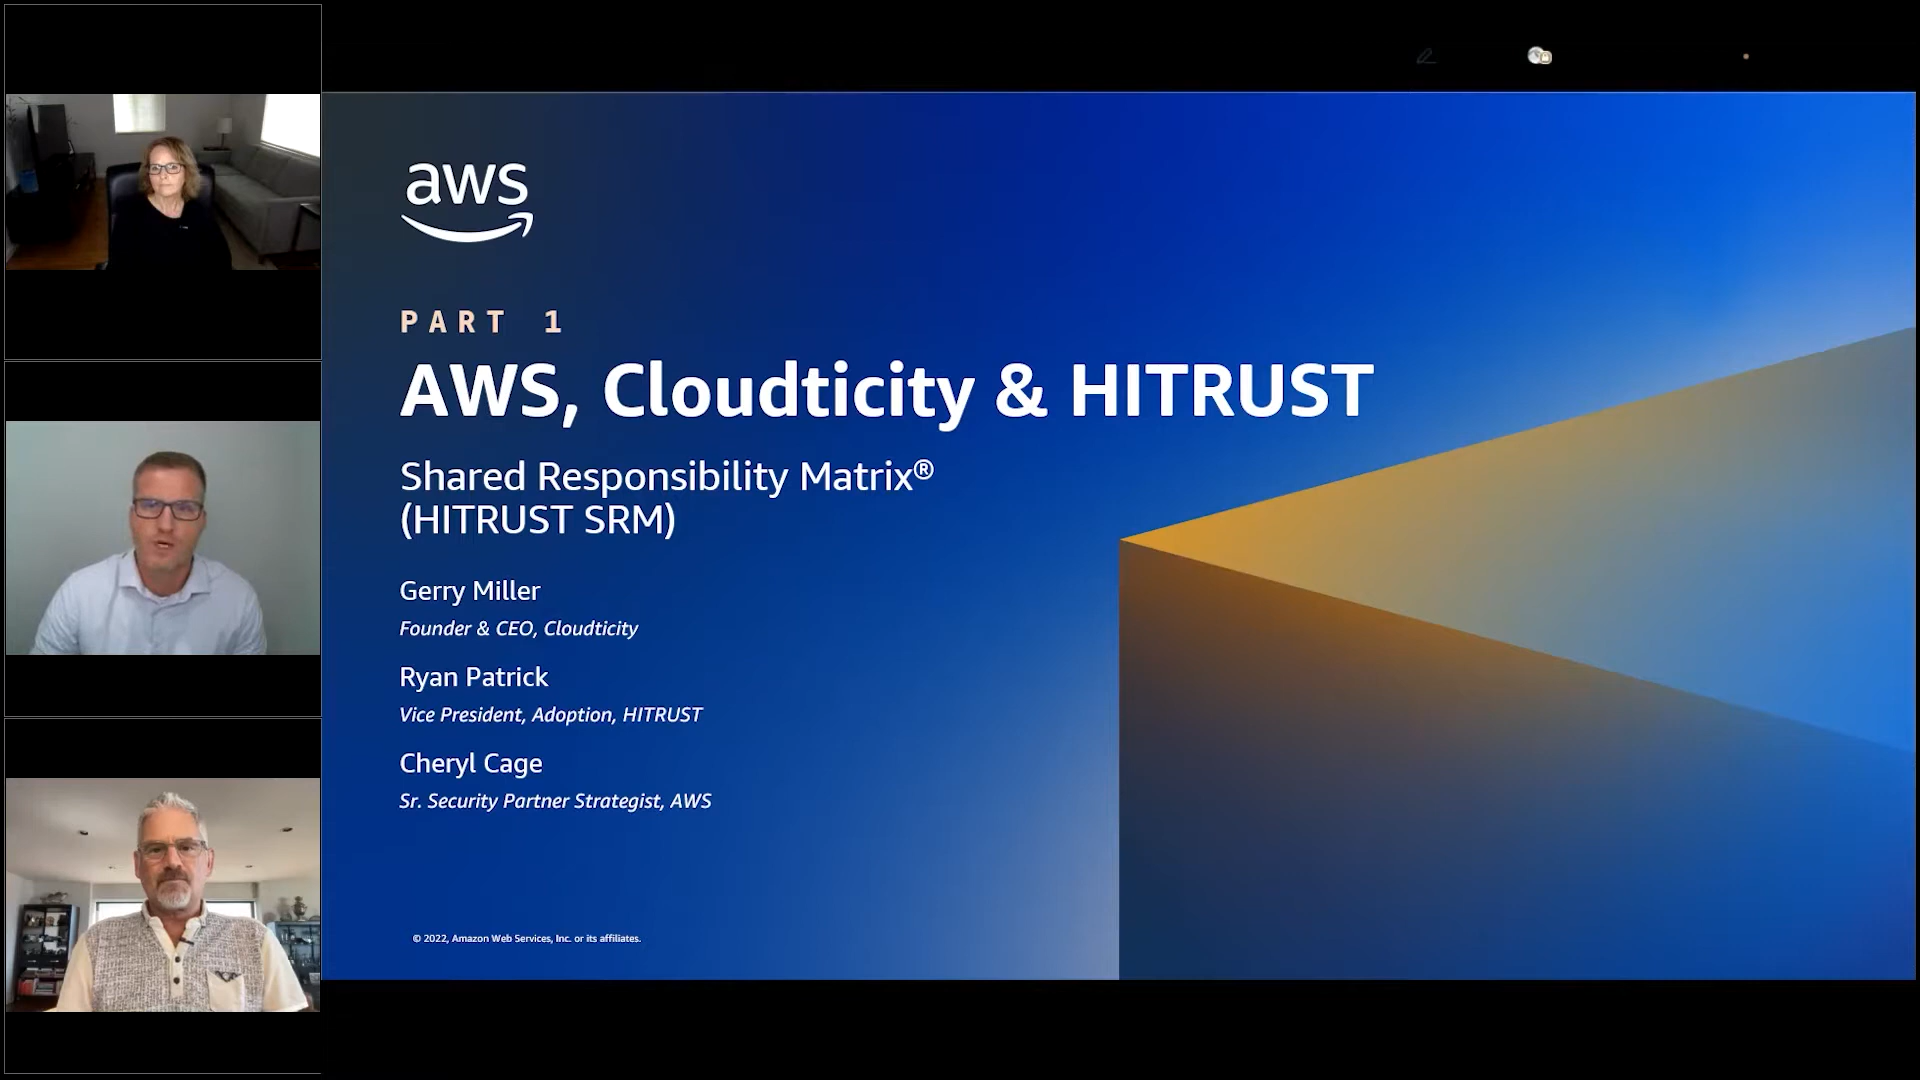 aws
PART 1
AWS, Cloudticity & HITRUST
Shared Responsibility Matrix®
(HITRUST SRM)
Gerry Miller
Founder & CEO, Cloudticity
Ryan Patrick
Vice President, Adoption, HITRUST
Cheryl Cage
Sr. Security Partner Strategist, AWS
© 2022, Amazon Web Services, Inc. or its affiliates.